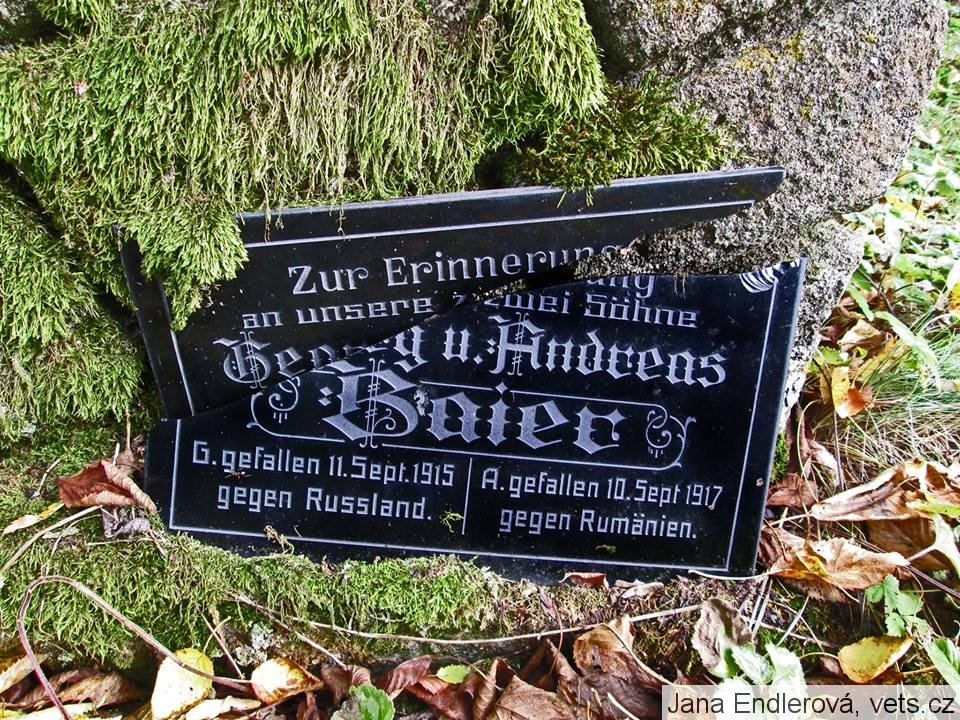 Zur Erinnerung
an unsere zwei Söhne
Georg u. Andreas
Baier
G. gefallen 11. Sept. 1915
gegen Russland.
A. gefallen 10. Sept 1917
gegen Rumänien.
Jana Endlerová, vets.cz